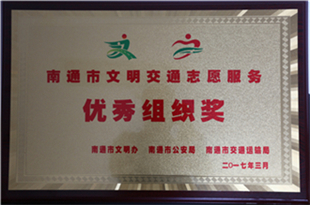 南通市文明交通志愿服务
优秀组织奖
南通市文明办 南通市公安局 南通市交通运输局
二〇一七年三月